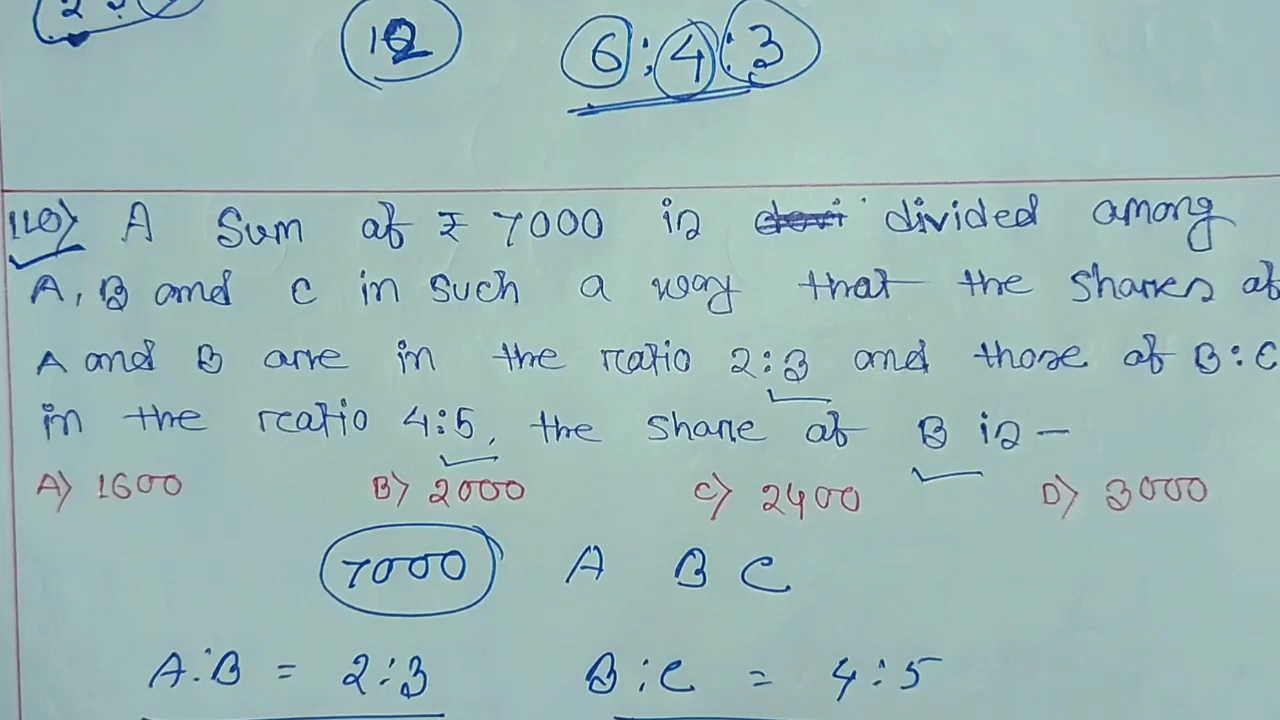 12 6:4:3
110) A Sum of ₹ 7000 is divided among
A, B and C in such a way that the shares of
A and B are in the ratio 2:3 and those of B:C
in the ratio 4:5, the share of B is -
A) 1600 B) 2000 C) 2400 D) 3000
7000 A B C
A:B = 2:3 B:C = 4:5